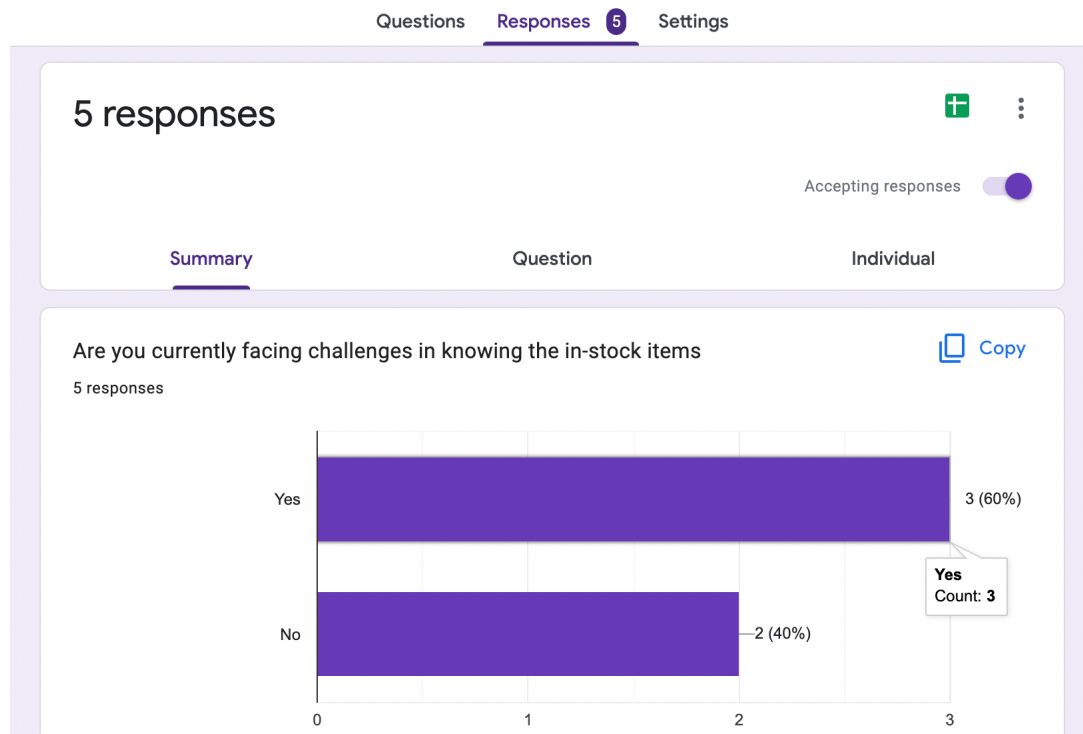 Questions Responses 5 Settings
5 responses
Accepting responses
Summary Question Individual
Are you currently facing challenges in knowing the in-stock items
Copy
5 responses
Yes
3 (60%)
Yes
Count: 3
No
2 (40%)
0 1 2 3